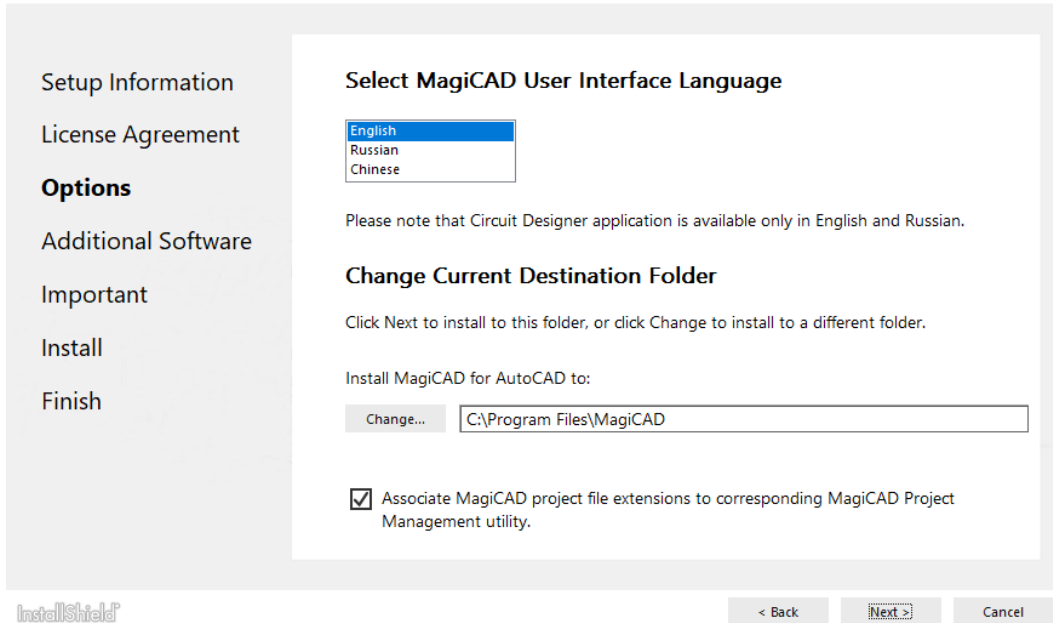 Setup Information
License Agreement
Options
Additional Software
Important
Install
Finish
Select MagiCAD User Interface Language
English
Russian
Chinese
Please note that Circuit Designer application is available only in English and Russian.
Change Current Destination Folder
Click Next to install to this folder, or click Change to install to a different folder.
Install MagiCAD for AutoCAD to:
Change... C:\Program Files\MagiCAD
Associate MagiCAD project file extensions to corresponding MagiCAD Project
Management utility.
InstallShield
< Back Next > Cancel